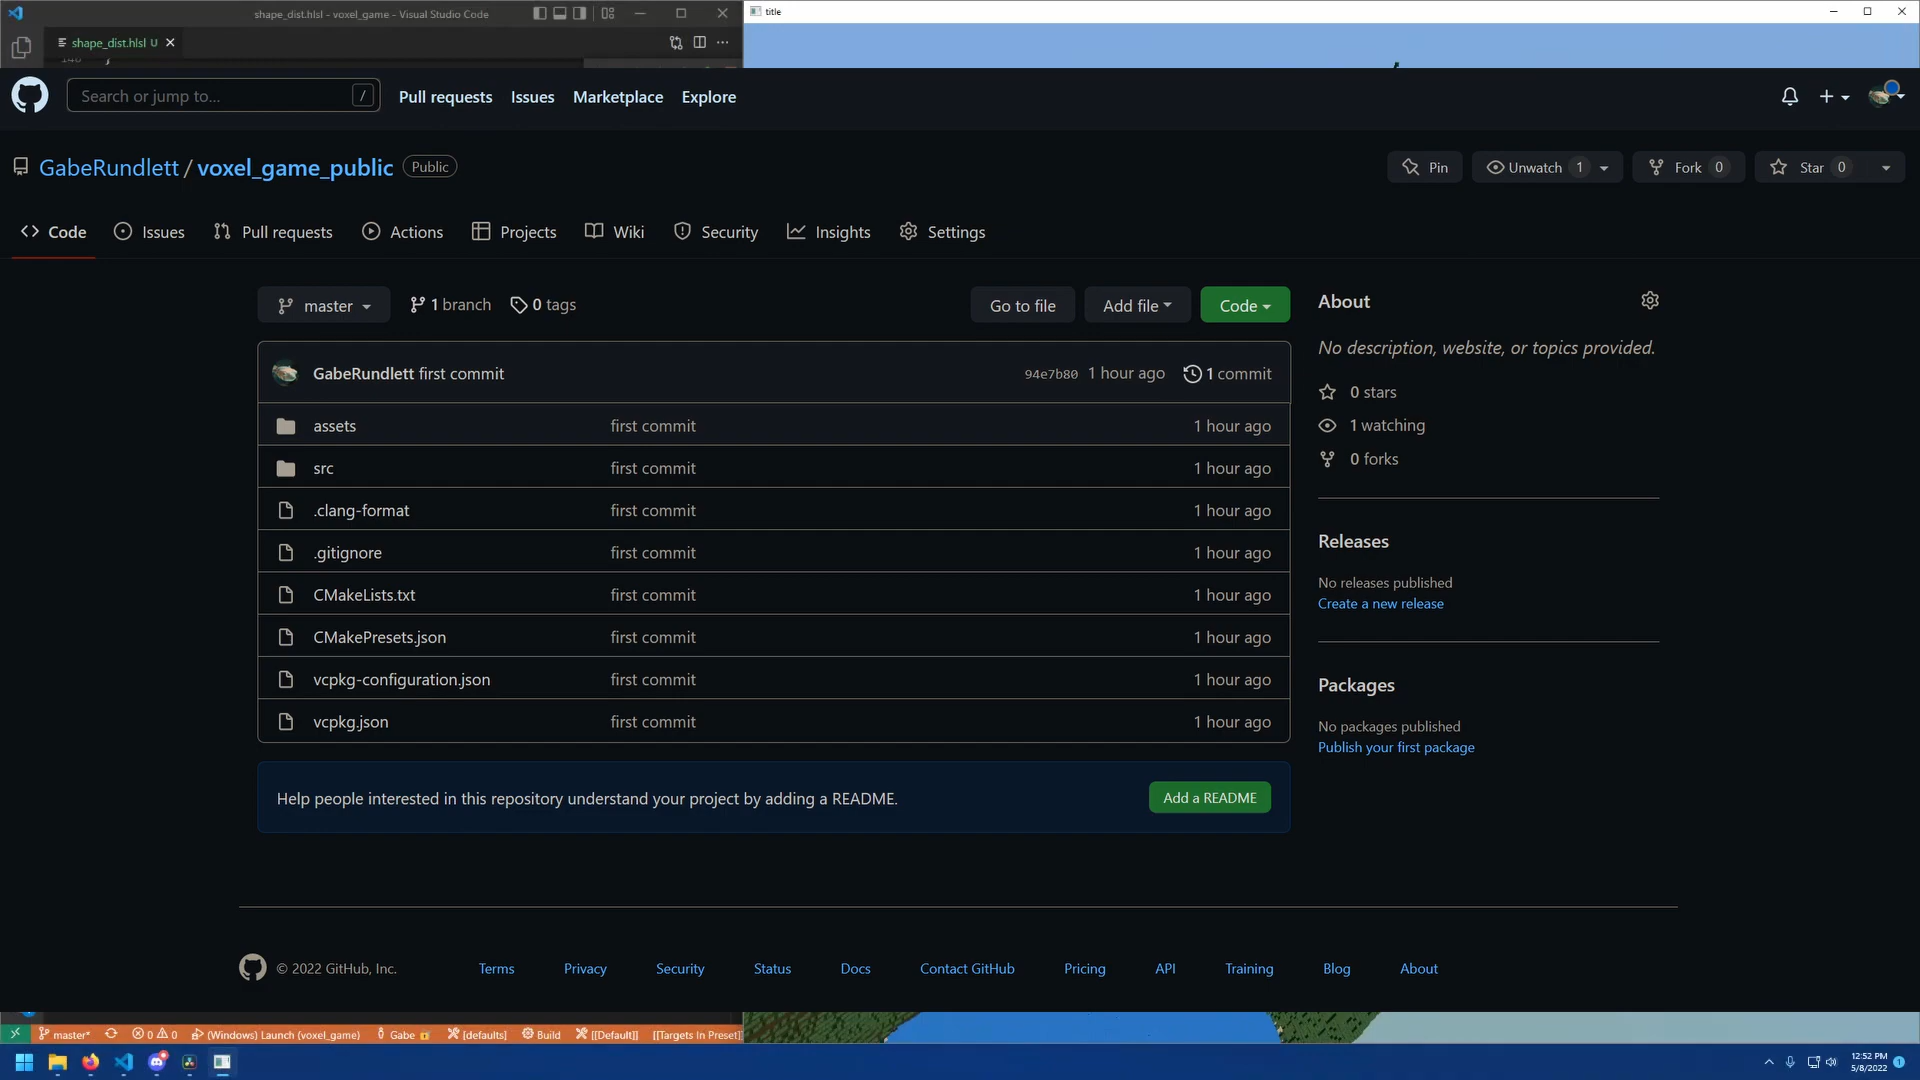 shape_dist.hlsl - voxel_game - Visual Studio Code
title
shape_dist.hlsl U
Search or jump to...
/
Pull requests
Issues
Marketplace
Explore
GabeRundlett / voxel_game_public
Public
Pin
Unwatch 1
Fork 0
Star 0
Code
Issues
Pull requests
Actions
Projects
Wiki
Security
Insights
Settings
master
1 branch
0 tags
Go to file
Add file
Code
About
No description, website, or topics provided.
GabeRundlett first commit
94e7b80 1 hour ago
1 commit
0 stars
assets first commit 1 hour ago
1 watching
src first commit 1 hour ago
0 forks
.clang-format first commit 1 hour ago
.gitignore first commit 1 hour ago
Releases
CMakeLists.txt first commit 1 hour ago
No releases published
Create a new release
CMakePresets.json first commit 1 hour ago
vcpkg-configuration.json first commit 1 hour ago
Packages
vcpkg.json first commit 1 hour ago
No packages published
Publish your first package
Help people interested in this repository understand your project by adding a README.
Add a README
© 2022 GitHub, Inc.
Terms
Privacy
Security
Status
Docs
Contact GitHub
Pricing
API
Training
Blog
About
master*
0 0
(Windows) Launch (voxel_game)
Gabe
[defaults]
Build
[[Default]]
[[Targets In Preset]
12:52 PM
5/8/2022
1